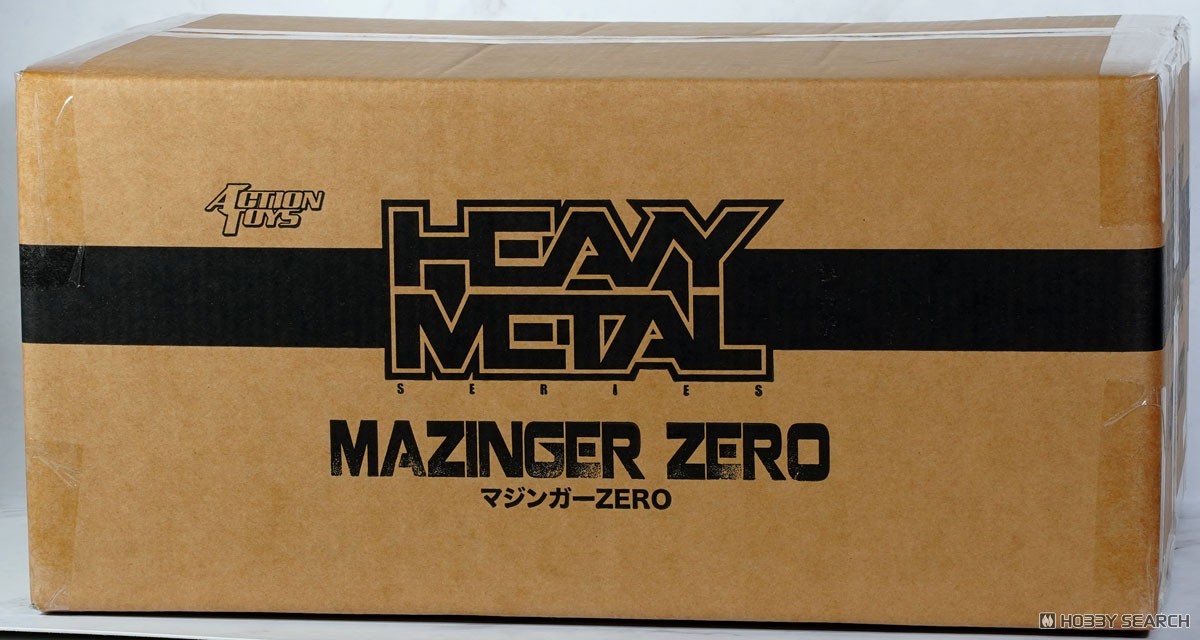 ACTION
TOYS
HEAVY
METAL
SERIES
MAZINGER ZERO
マジンガーZERO
HOBBY SEARCH